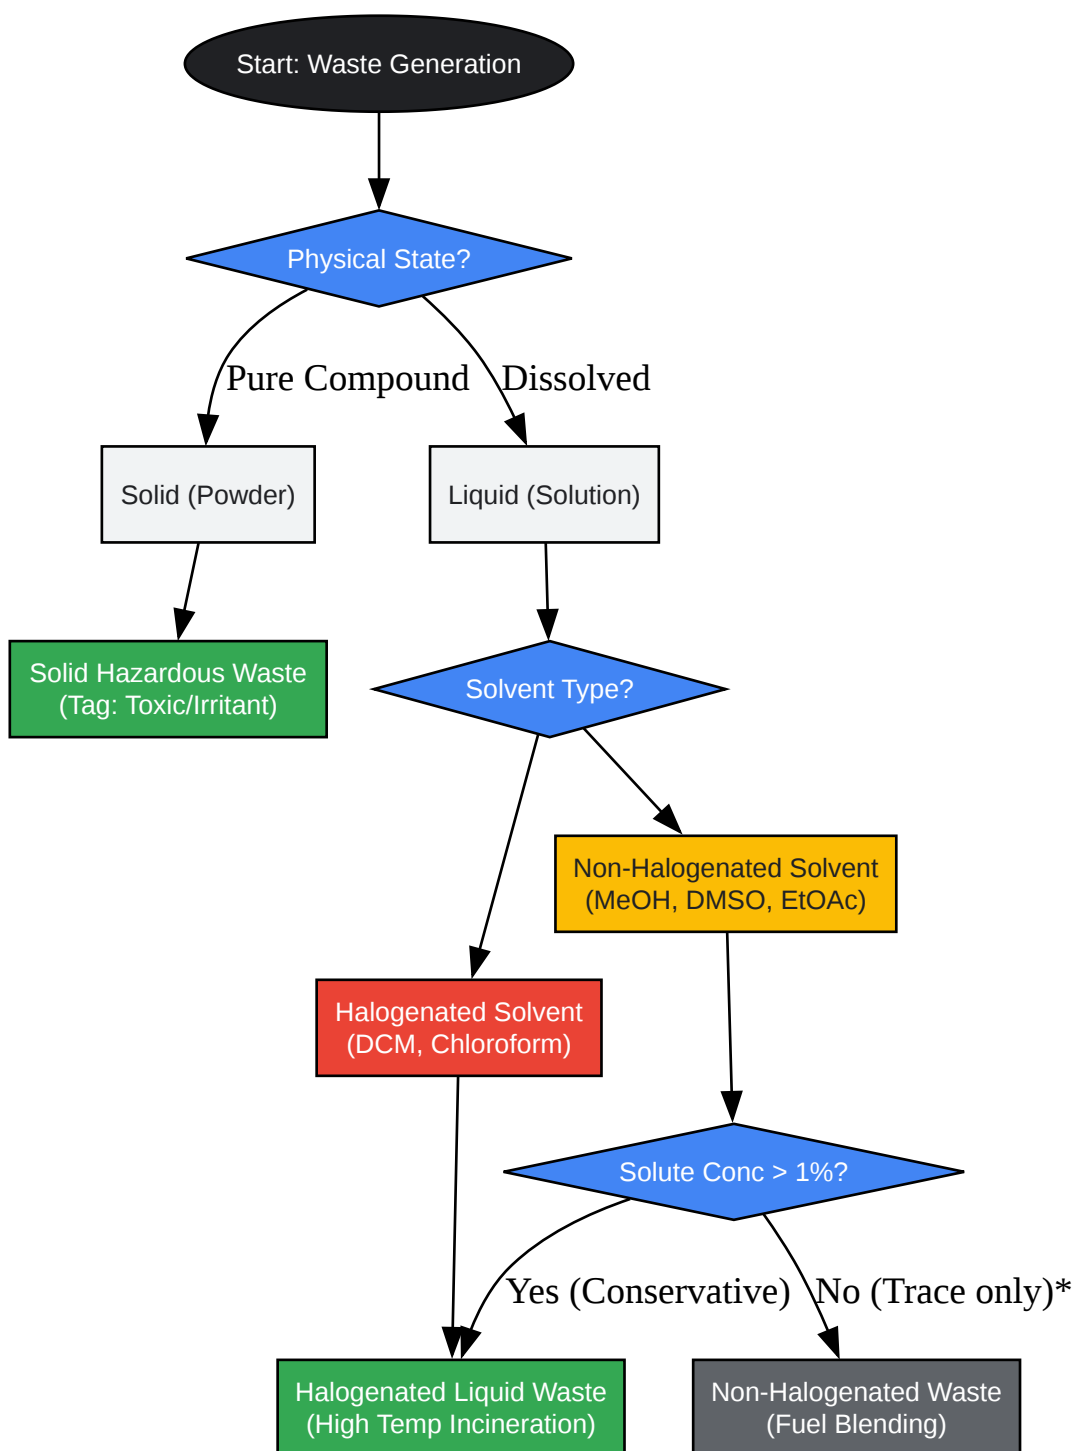 Start: Waste Generation
Physical State?
Pure Compound
Dissolved
Solid (Powder)
Liquid (Solution)
Solid Hazardous Waste
(Tag: Toxic/Irritant)
Solvent Type?
Non-Halogenated Solvent
(MeOH, DMSO, EtOAc)
Halogenated Solvent
(DCM, Chloroform)
Solute Conc > 1%?
Yes (Conservative)
No (Trace only)*
Halogenated Liquid Waste
(High Temp Incineration)
Non-Halogenated Waste
(Fuel Blending)